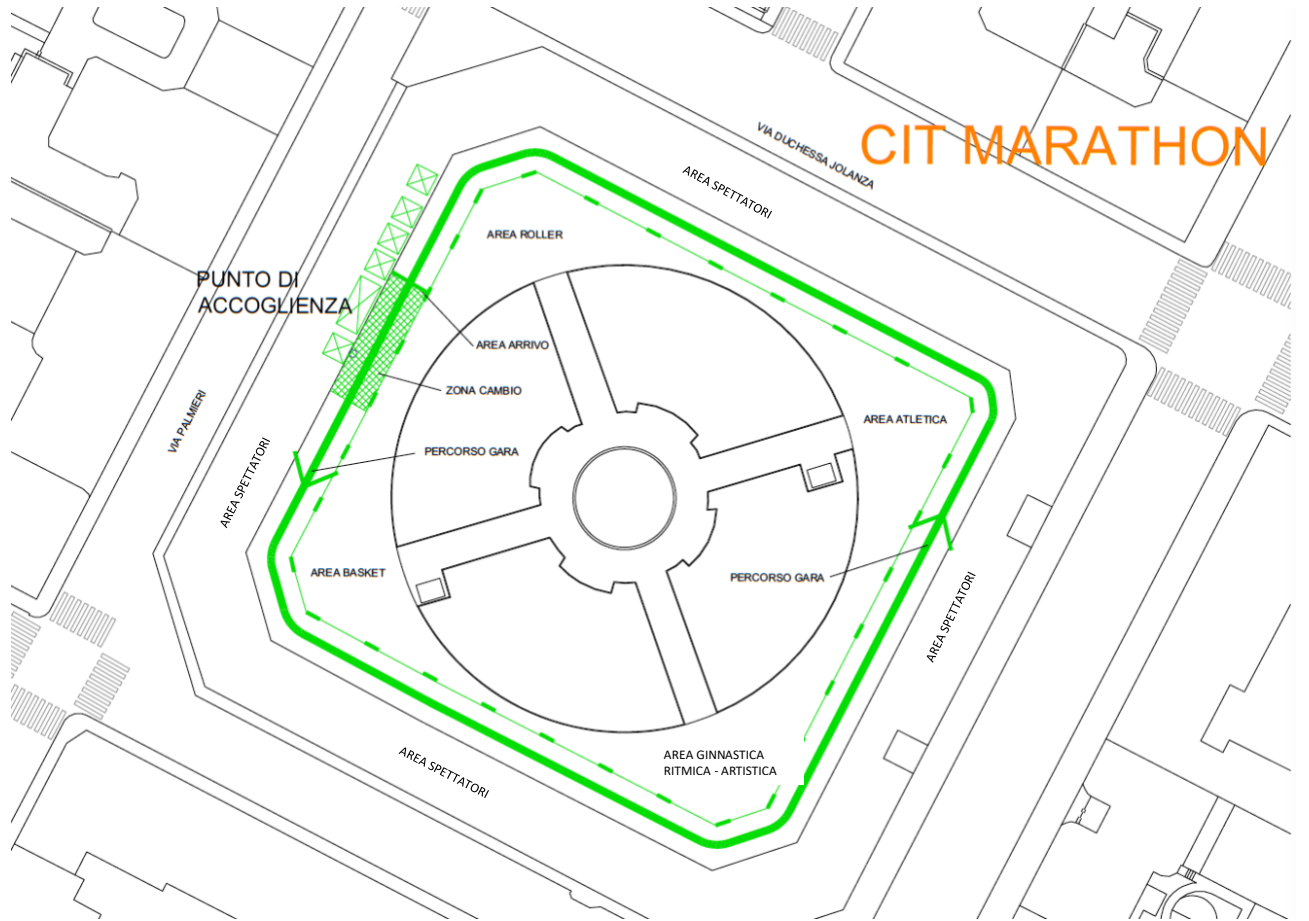 CIT MARATHON
VIA DUCHESSA JOLANZA
AREA SPETTATORI
AREA ROLLER
PUNTO DI
ACCOGLIENZA
AREA ARRIVO
ZONA CAMBIO
VIA PALMIERI
AREA ATLETICA
PERCORSO GARA
AREA SPETTATORI
AREA BASKET
PERCORSO GARA
AREA SPETTATORI
AREA GINNASTICA
RITMICA - ARTISTICA
AREA SPETTATORI